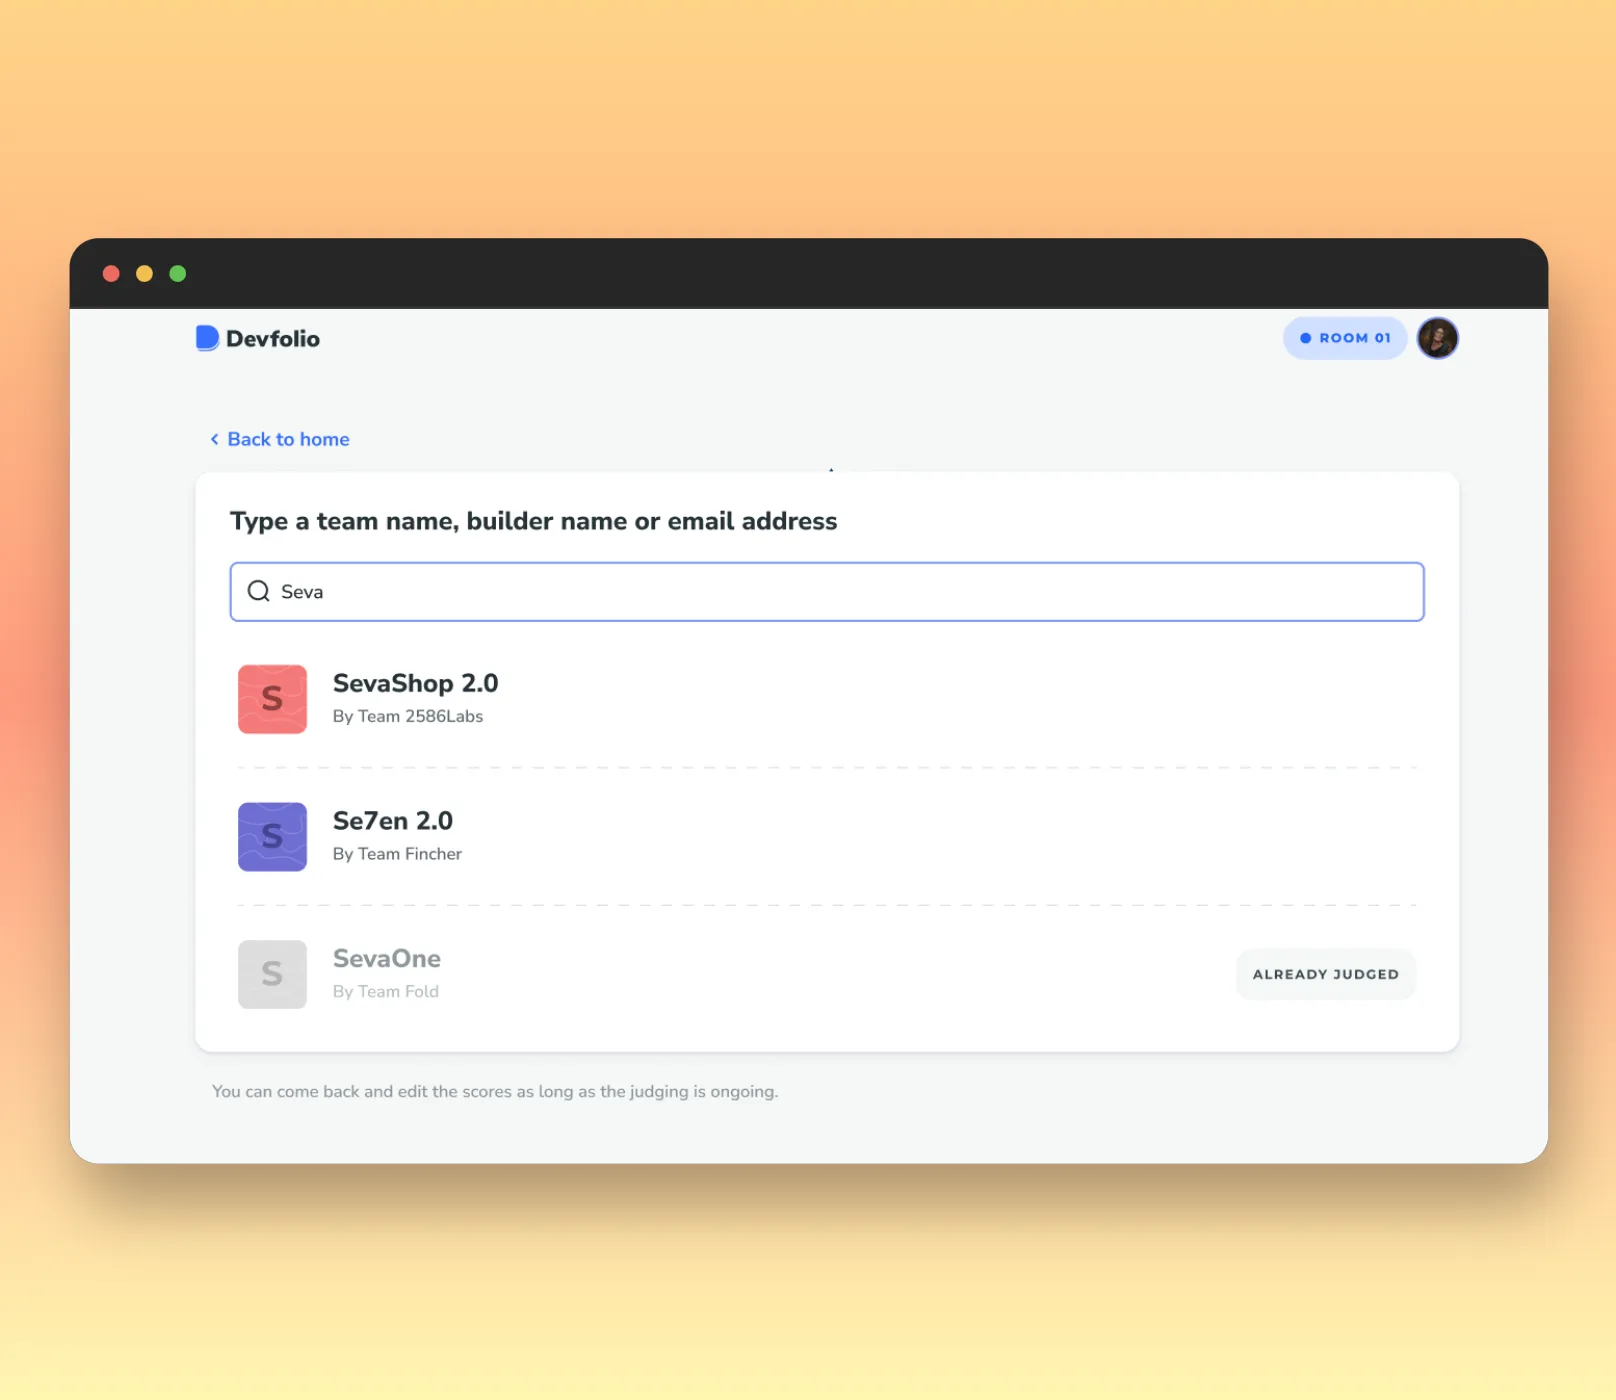 Devfolio
ROOM 01
Back to home
Type a team name, builder name or email address
Seva
S
SevaShop 2.0
By Team 2586Labs
S
Se7en 2.0
By Team Fincher
S
SevaOne
By Team Fold
ALREADY JUDGED
You can come back and edit the scores as long as the judging is ongoing.